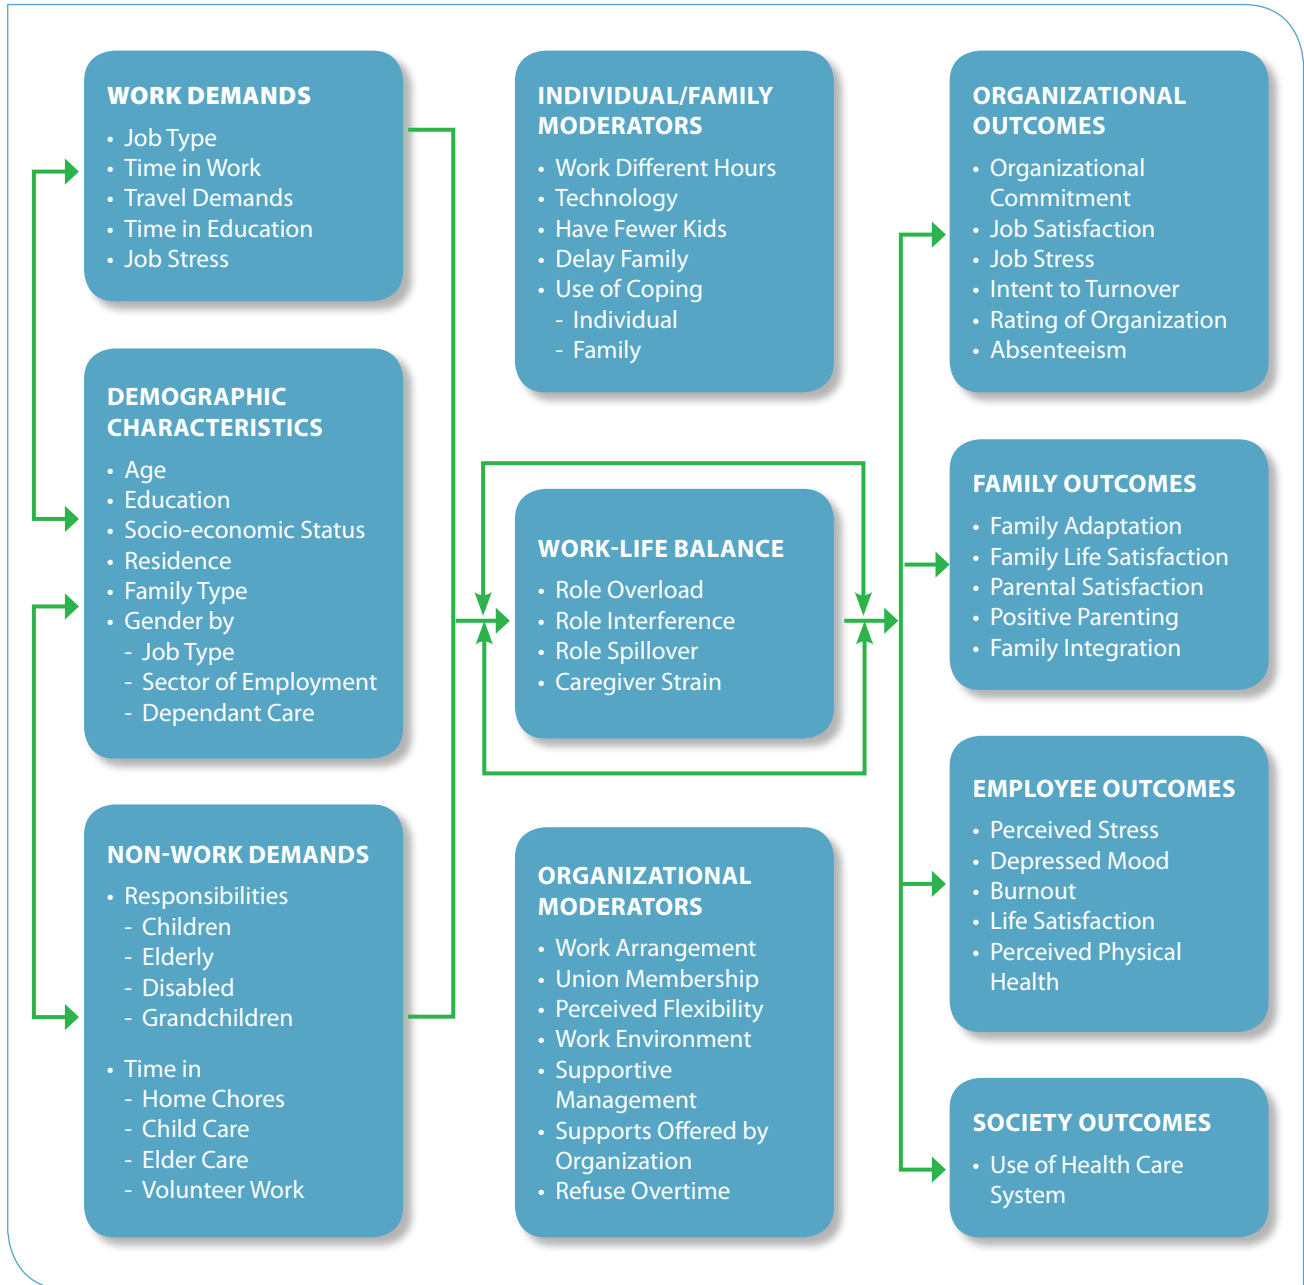 WORK DEMANDS
• Job Type
• Time in Work
• Travel Demands
• Time in Education
• Job Stress
DEMOGRAPHIC
CHARACTERISTICS
• Age
• Education
• Socio-economic Status
• Residence
• Family Type
• Gender by
- Job Type
- Sector of Employment
- Dependant Care
NON-WORK DEMANDS
• Responsibilities
- Children
- Elderly
- Disabled
- Grandchildren
• Time in
- Home Chores
- Child Care
- Elder Care
- Volunteer Work
INDIVIDUAL/FAMILY
MODERATORS
• Work Different Hours
• Technology
• Have Fewer Kids
• Delay Family
• Use of Coping
- Individual
- Family
WORK-LIFE BALANCE
• Role Overload
• Role Interference
• Role Spillover
• Caregiver Strain
ORGANIZATIONAL
MODERATORS
• Work Arrangement
• Union Membership
• Perceived Flexibility
• Work Environment
• Supportive
Management
• Supports Offered by
Organization
• Refuse Overtime
ORGANIZATIONAL
OUTCOMES
• Organizational
Commitment
• Job Satisfaction
• Job Stress
• Intent to Turnover
• Rating of Organization
• Absenteeism
FAMILY OUTCOMES
• Family Adaptation
• Family Life Satisfaction
• Parental Satisfaction
• Positive Parenting
• Family Integration
EMPLOYEE OUTCOMES
• Perceived Stress
• Depressed Mood
• Burnout
• Life Satisfaction
• Perceived Physical
Health
SOCIETY OUTCOMES
• Use of Health Care
System